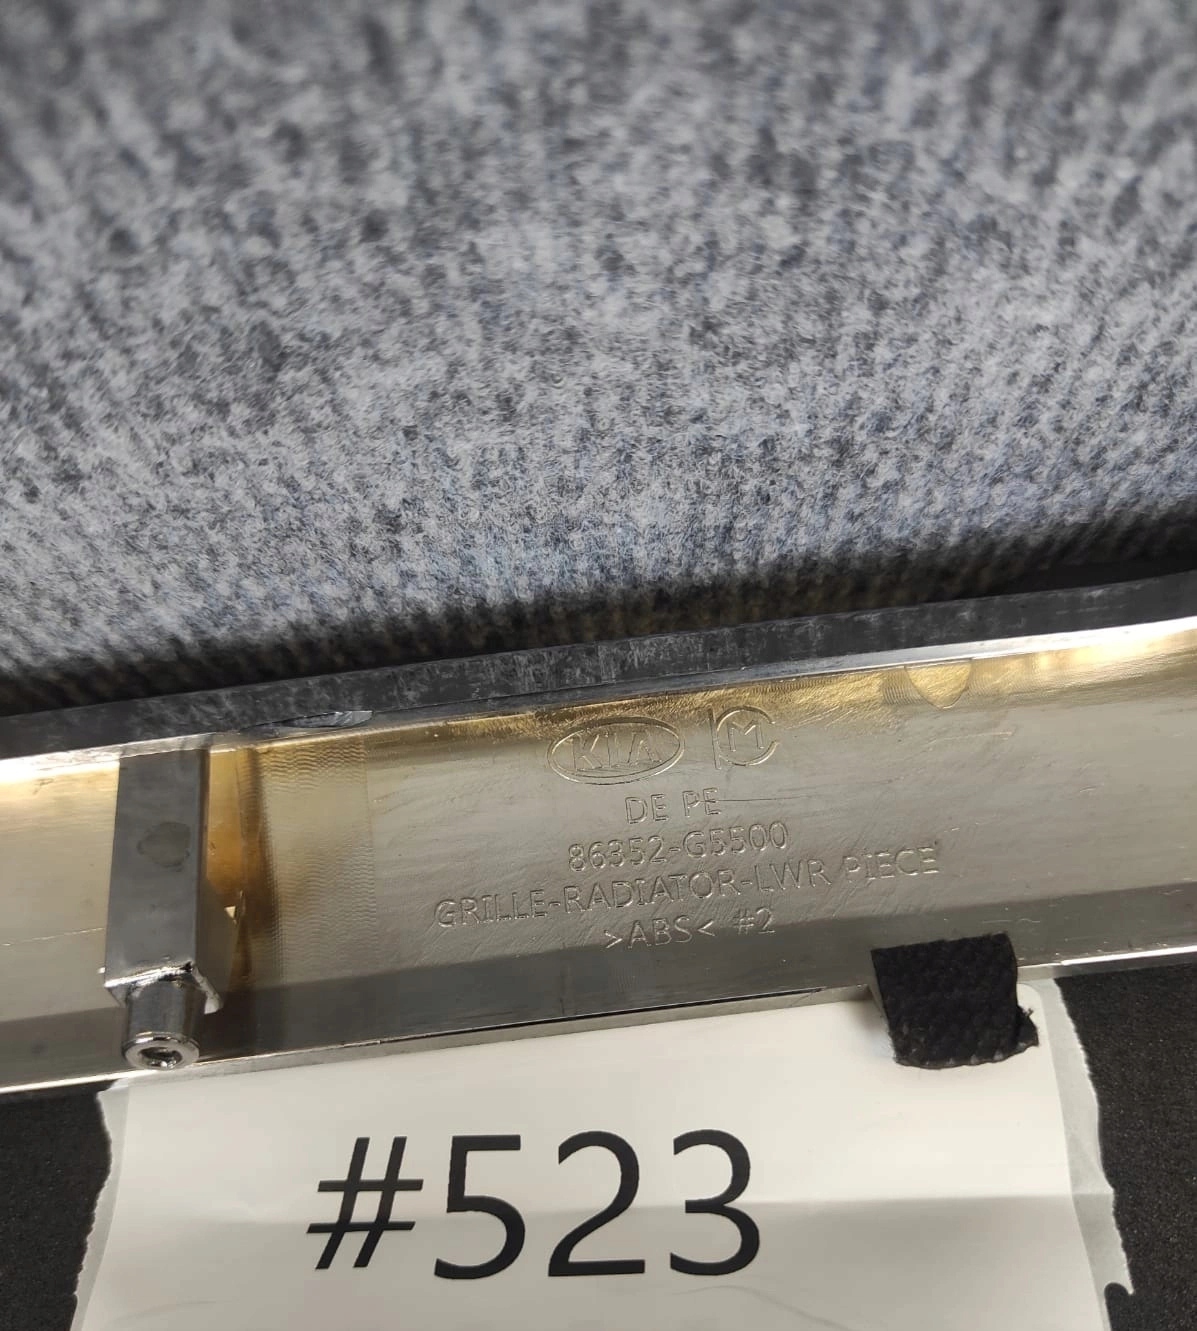 KIA M
DE PE
86352-G5500
GRILLE-RADIATOR-LWR PIECE
>ABS< #2
#523